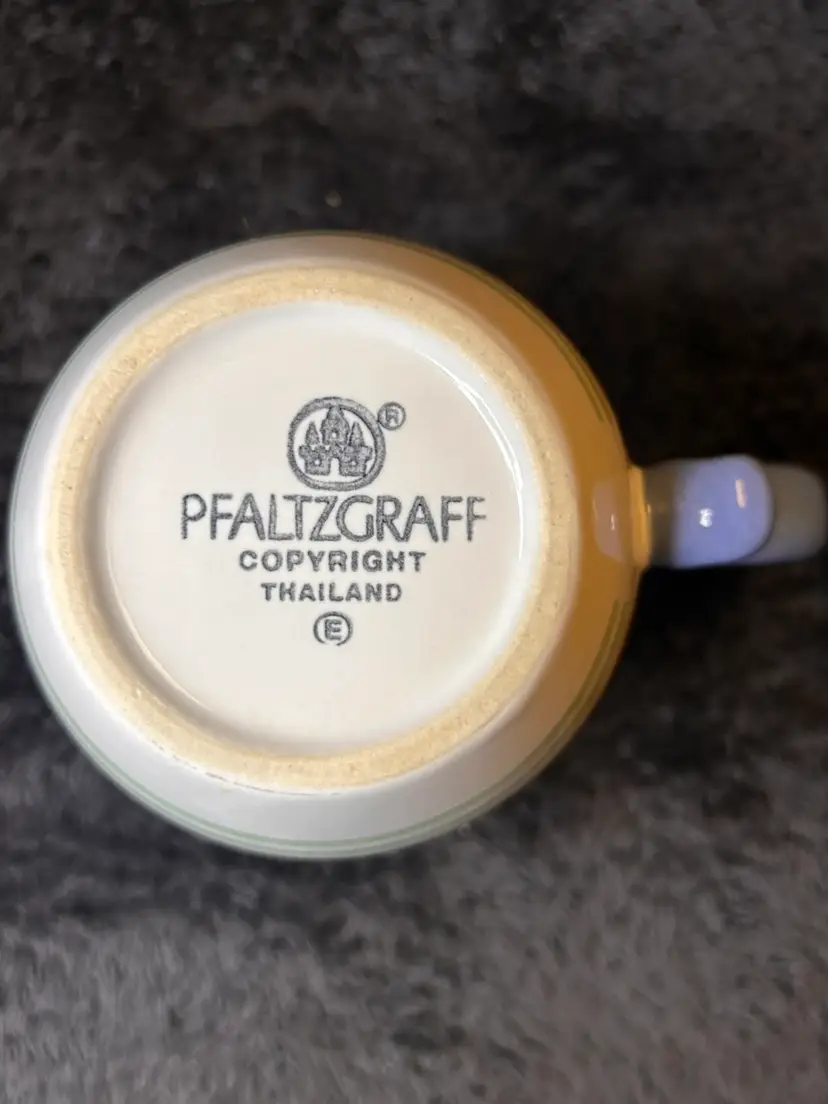 ®
PFALTZGRAFF
COPYRIGHT
THAILAND
(E)